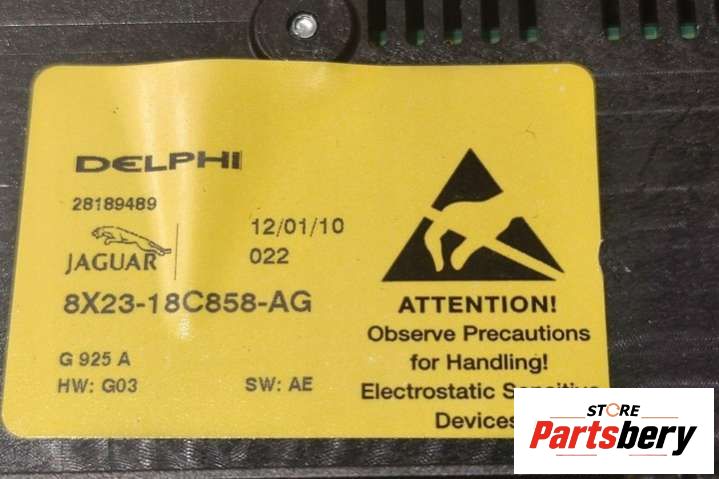 DELPHI
28189489
JAGUAR
12/01/10
022
8X23-18C858-AG
G 925 A
HW: G03
SW: AE
ATTENTION!
Observe Precautions
for Handling!
Electrostatic Sensitive
Devices
STORE
Partsbery